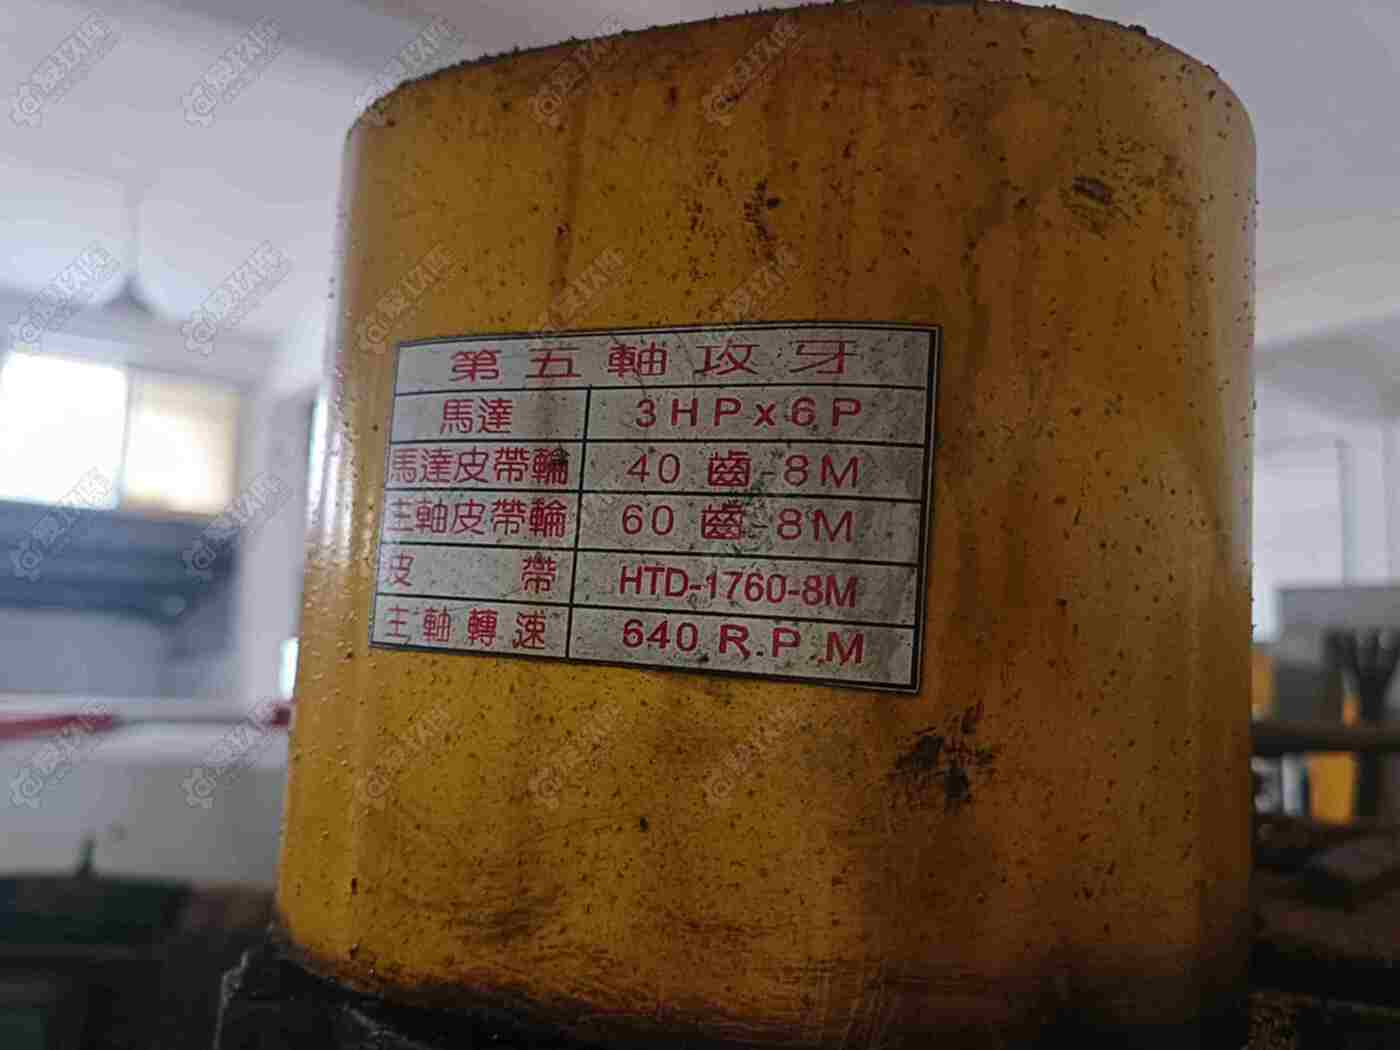 第五軸攻牙
馬達 3HPx6P
馬達皮帶輪 40齒-8M
主軸皮帶輪 60齒-8M
皮帶 HTD-1760-8M
主軸轉速 640R.P.M